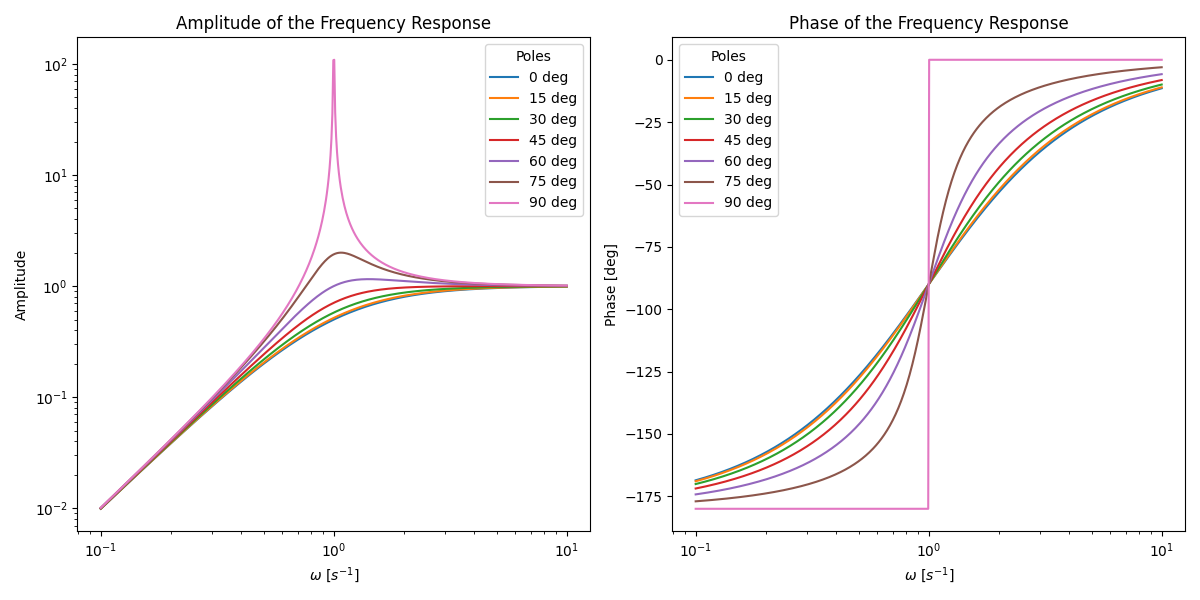 Amplitude of the Frequency Response
Amplitude
10²
10¹
10⁰
10⁻¹
10⁻²
Poles
0 deg
15 deg
30 deg
45 deg
60 deg
75 deg
90 deg
10⁻¹ 10⁰ 10¹
ω [s⁻¹]
Phase of the Frequency Response
Phase [deg]
0
−25
−50
−75
−100
−125
−150
−175
Poles
0 deg
15 deg
30 deg
45 deg
60 deg
75 deg
90 deg
10⁻¹ 10⁰ 10¹
ω [s⁻¹]